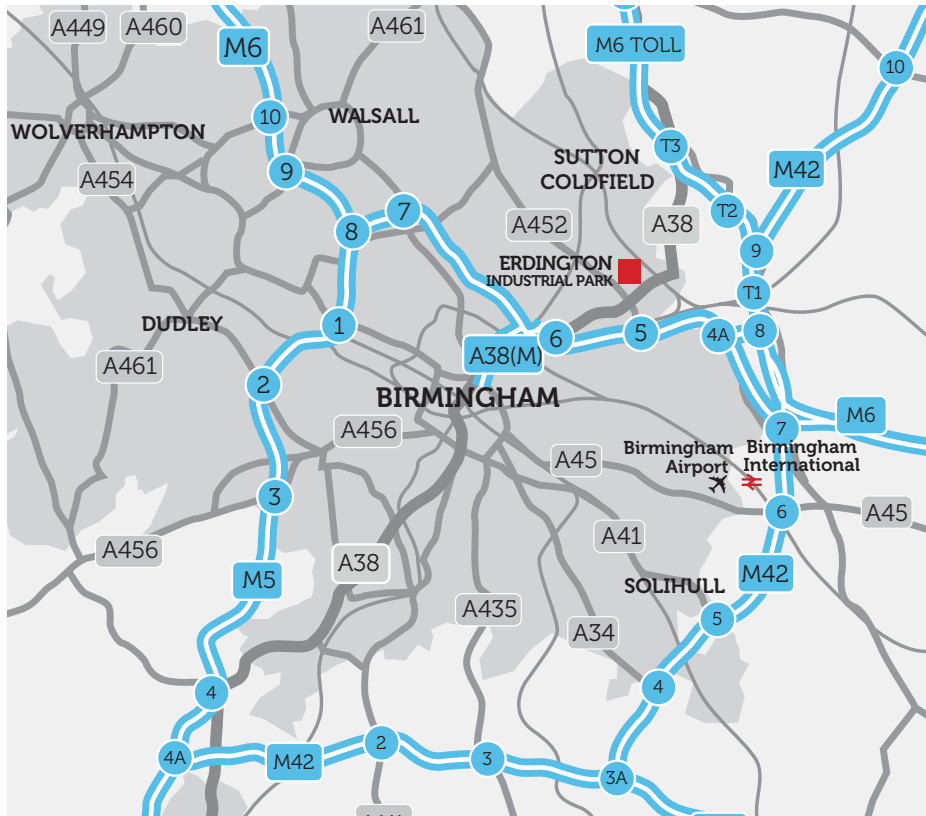 A449
A460
A461
M6
M6 TOLL
10
10
WALSALL
WOLVERHAMPTON
T3
SUTTON
COLDFIELD
M42
9
A454
7
T2
A452
A38
8
9
ERDINGTON
INDUSTRIAL PARK
T1
DUDLEY
1
6
5
4A
8
A38(M)
A461
2
BIRMINGHAM
M6
A456
7
Birmingham
Airport
Birmingham
International
A45
3
6
A45
A456
A41
A38
M5
M42
SOLIHULL
A435
5
A34
4
4
2
4A
M42
3
3A